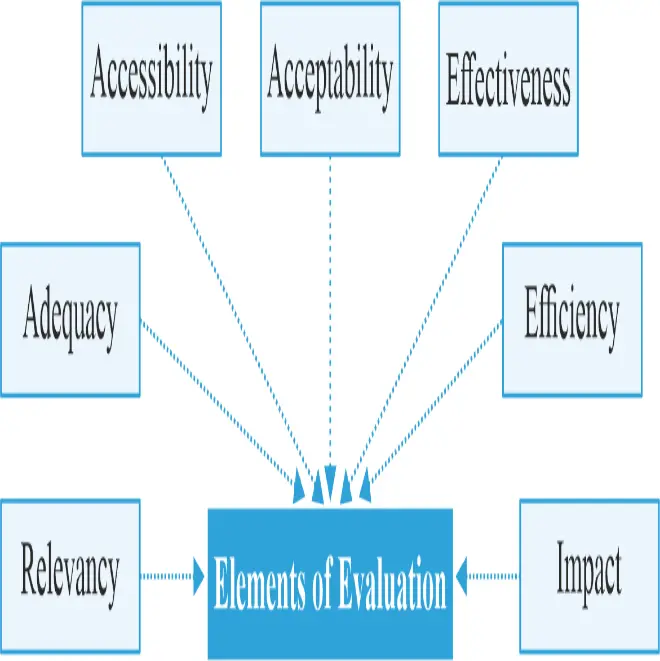 Accessibility
Acceptability
Effectiveness
Adequacy
Efficiency
Relevancy
Elements of Evaluation
Impact